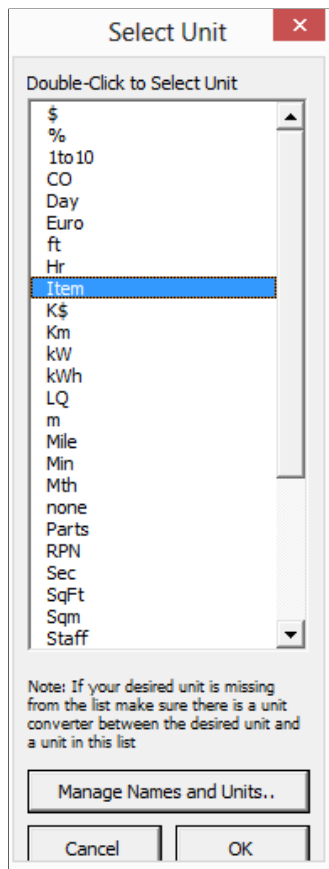 Select Unit
Double-Click to Select Unit
$
%
1to10
CO
Day
Euro
ft
Hr
Item
K$
Km
kW
kWh
LQ
m
Mile
Min
Mth
none
Parts
RPN
Sec
SqFt
Sqm
Staff
Note: If your desired unit is missing
from the list make sure there is a unit
converter between the desired unit and
a unit in this list
Manage Names and Units..
Cancel OK